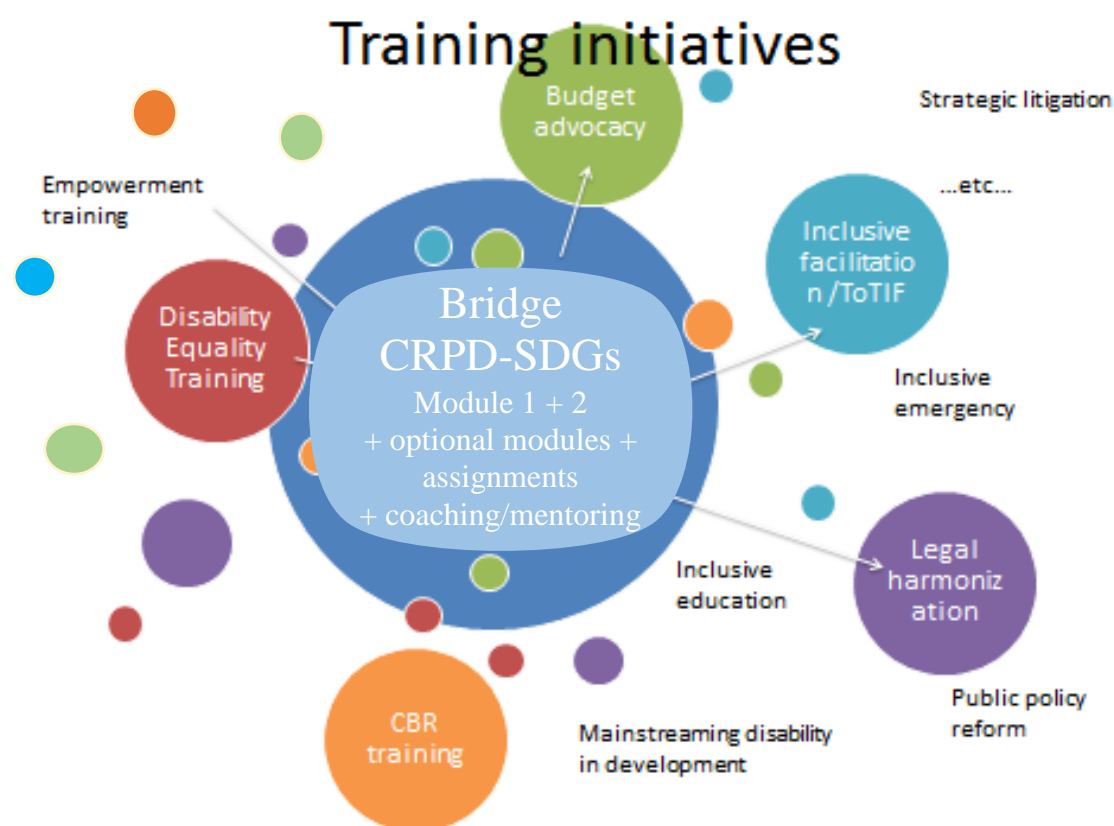 Training initiatives
Budget
advocacy
Strategic litigation
...etc...
Empowerment
training
Inclusive
facilitatio
n /ToTIF
Disability
Equality
Training
Bridge
CRPD-SDGs
Module 1 + 2
+ optional modules +
assignments
+ coaching/mentoring
Inclusive
emergency
Legal
harmoniz
ation
Inclusive
education
Public policy
reform
CBR
training
Mainstreaming disability
in development